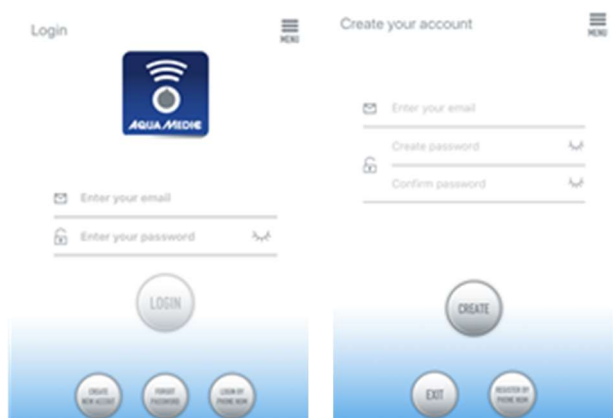 Login
MENU
AQUA MEDIC
Enter your email
Enter your password
LOGIN
CREATE
NEW ACCOUNT
FORGOT
PASSWORD
LOGIN BY
PHONE NUM
Create your account
MENU
Enter your email
Create password
Confirm password
CREATE
EXIT
REGISTER BY
PHONE NUM